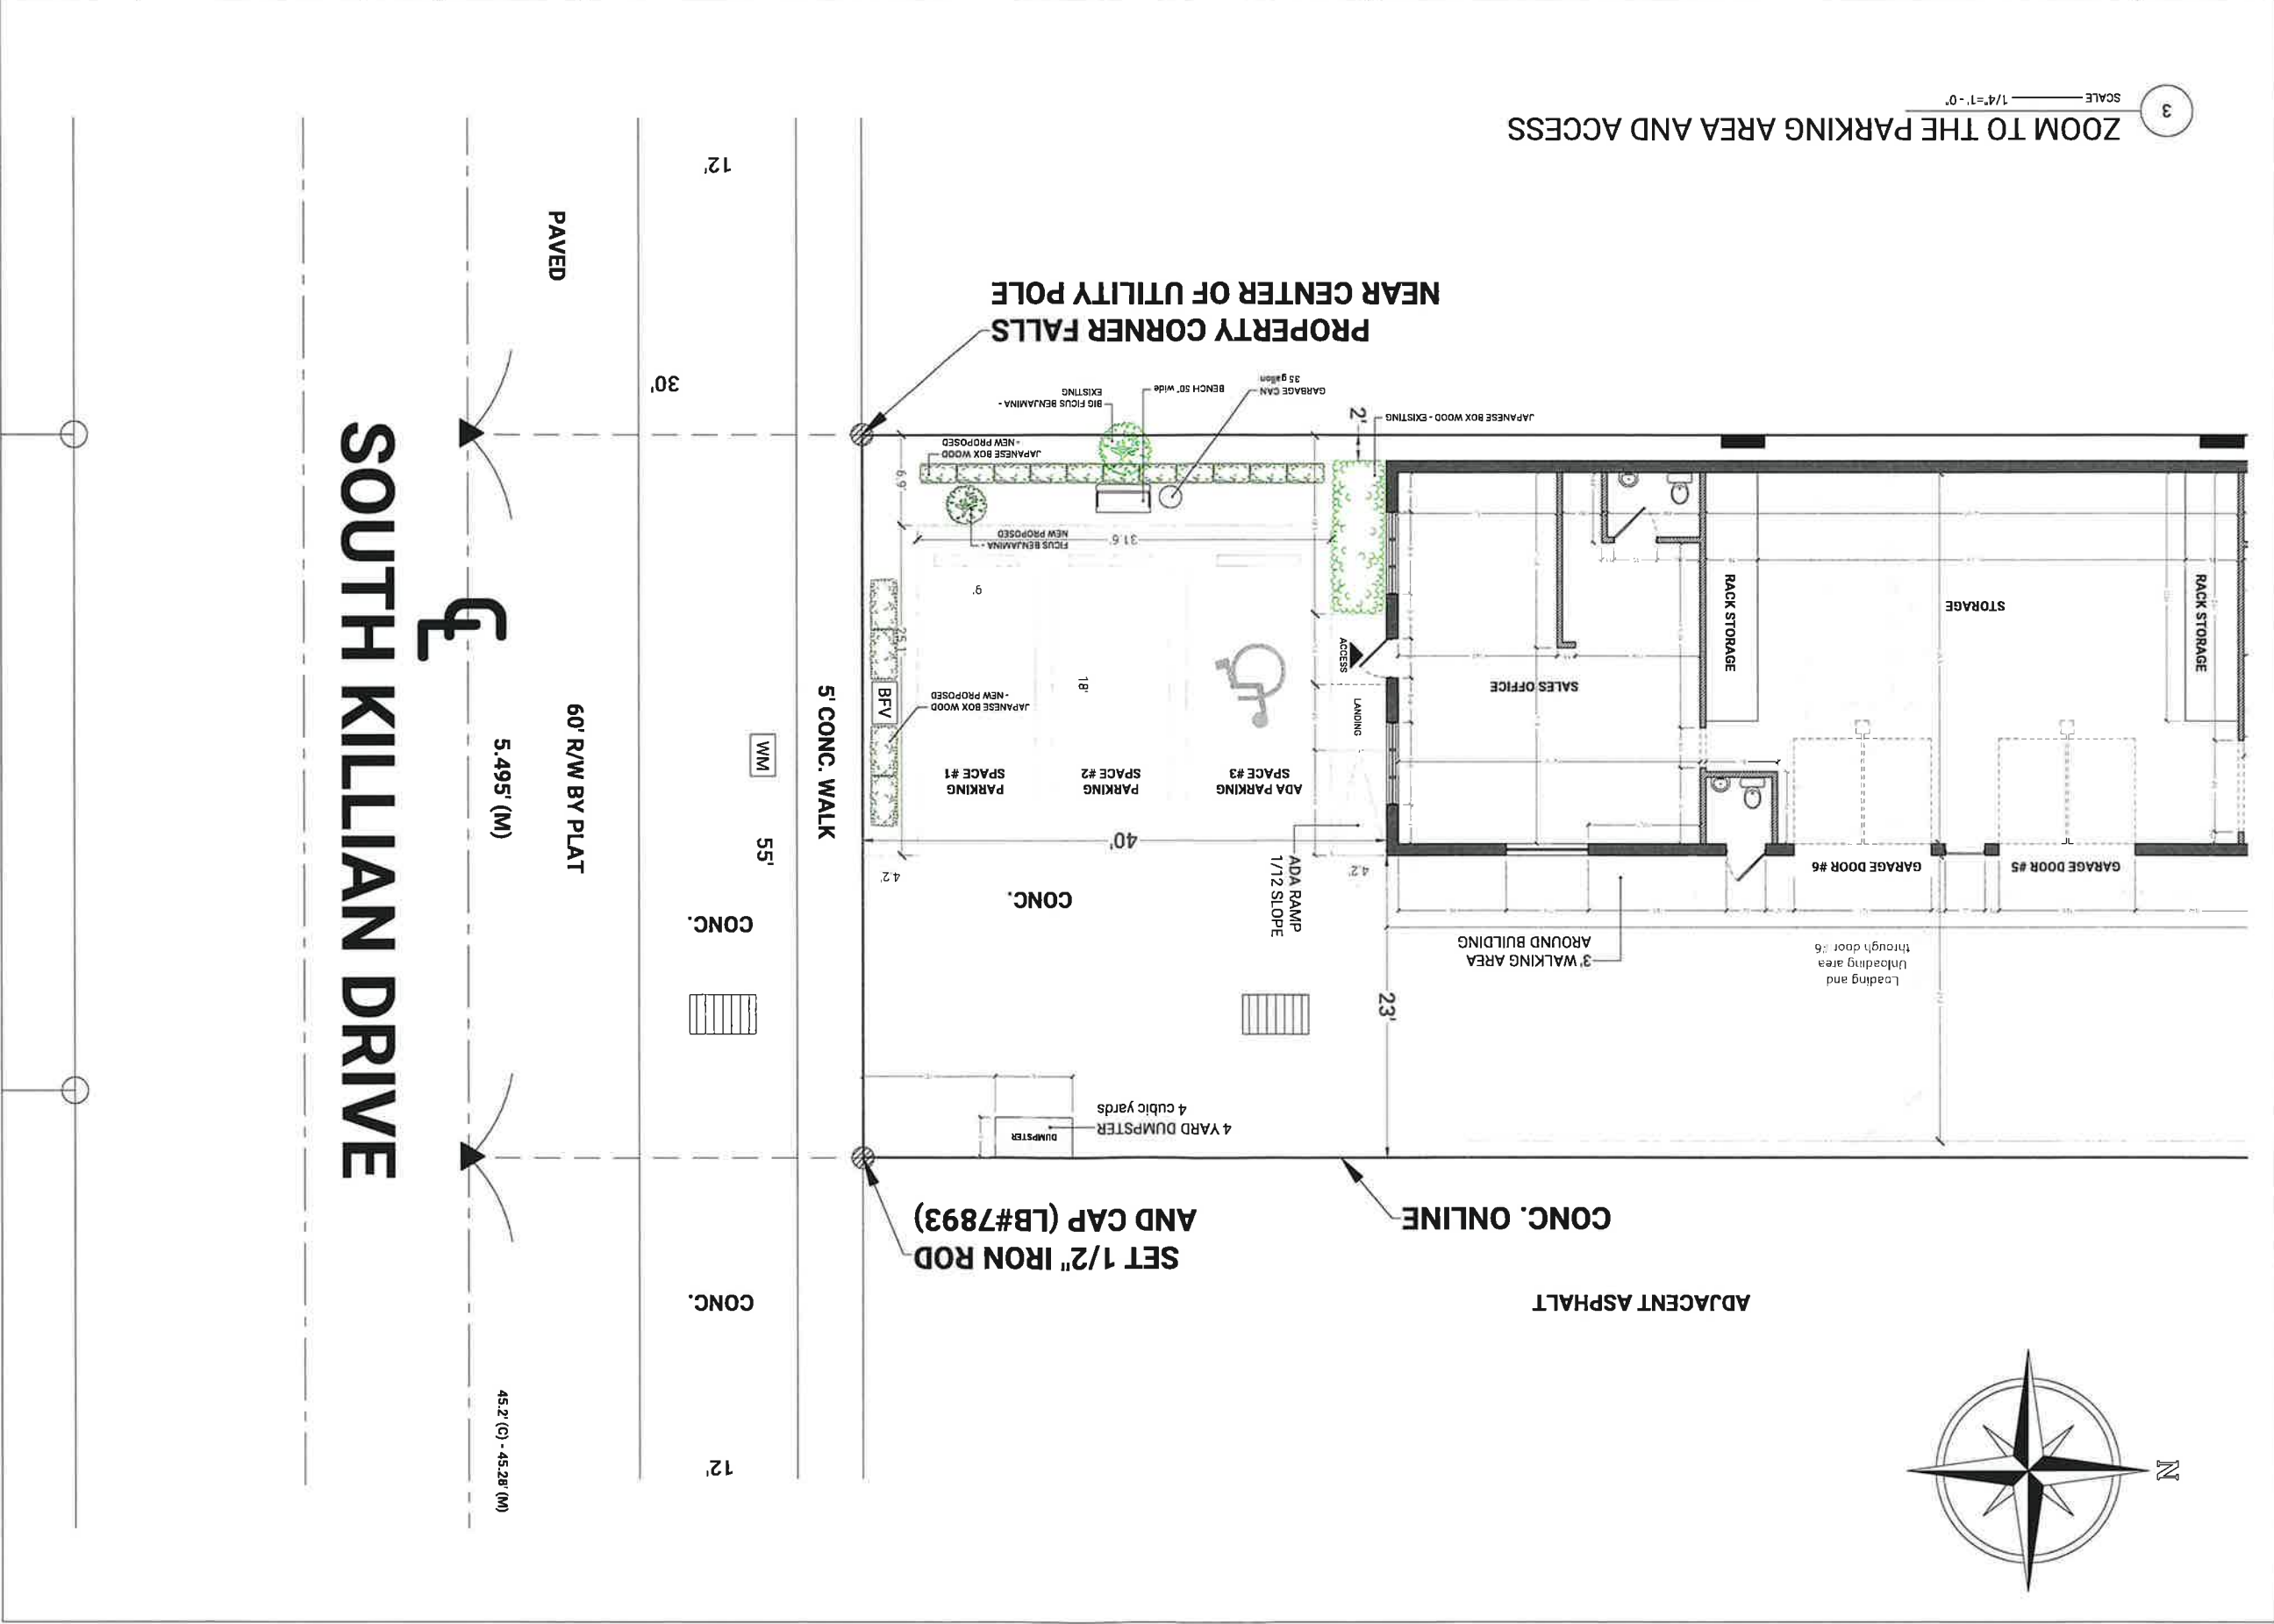 ZOOM TO THE PARKING AREA AND ACCESS
SCALE 1/4"=1'-0"
3
SOUTH KILLIAN DRIVE
PAVED
12'
30'
5.495' (M)
60' R/W BY PLAT
WM
55'
5' CONC. WALK
CONC.
CONC.
12'
45.2' (C) - 45.28' (M)
PROPERTY CORNER FALLS
NEAR CENTER OF UTILITY POLE
BIG FICUS BENJAMINA -
EXISTING
BENCH 50" wide
GARBAGE CAN
35 gallon
JAPANESE BOX WOOD - EXISTING
2'
JAPANESE BOX WOOD
- NEW PROPOSED
6.9'
FICUS BENJAMINA -
NEW PROPOSED
31.6'
9'
25.1'
18'
BFV
JAPANESE BOX WOOD
- NEW PROPOSED
PARKING
SPACE #1
PARKING
SPACE #2
ADA PARKING
SPACE #3
ACCESS
LANDING
40'
4.2'
4.2'
ADA RAMP
1/12 SLOPE
CONC.
SALES OFFICE
RACK STORAGE
STORAGE
RACK STORAGE
GARAGE DOOR #6
GARAGE DOOR #5
3' WALKING AREA
AROUND BUILDING
Loading and
Unloading area
through door #6
23'
4 YARD DUMPSTER
4 cubic yards
DUMPSTER
SET 1/2" IRON ROD
AND CAP (LB#7893)
CONC. ONLINE
ADJACENT ASPHALT
N